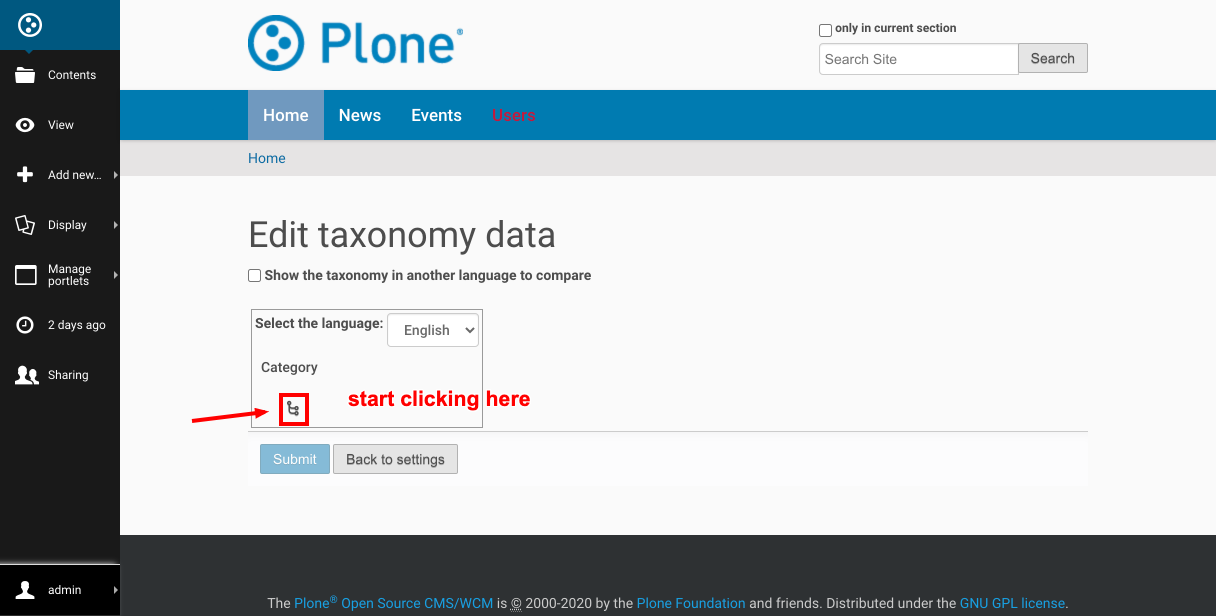 Plone®
only in current section
Search Site
Search
Contents
View
Add new...
Display
Manage
portlets
2 days ago
Sharing
admin
Home
News
Events
Users
Home
Edit taxonomy data
Show the taxonomy in another language to compare
Select the language:
English
Category
start clicking here
Submit
Back to settings
The Plone® Open Source CMS/WCM is © 2000-2020 by the Plone Foundation and friends. Distributed under the GNU GPL license.